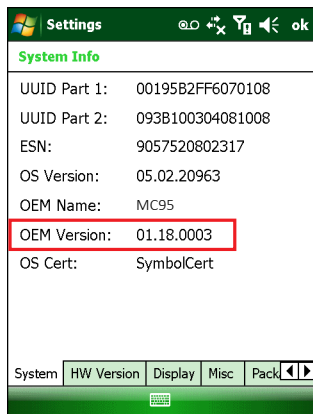 Settings ok
System Info
UUID Part 1: 00195B2FF6070108
UUID Part 2: 093B100304081008
ESN: 9057520802317
OS Version: 05.02.20963
OEM Name: MC95
OEM Version: 01.18.0003
OS Cert: SymbolCert
System HW Version Display Misc Pack